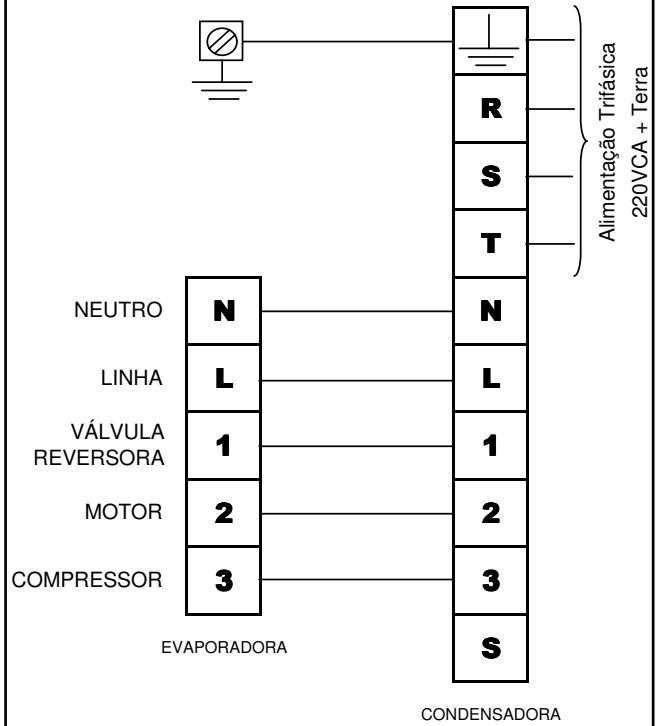 R
S
T
Alimentação Trifásica
220VCA + Terra
NEUTRO N N
LINHA L L
VÁLVULA
REVERSORA 1 1
MOTOR 2 2
COMPRESSOR 3 3
EVAPORADORA
S
CONDENSADORA